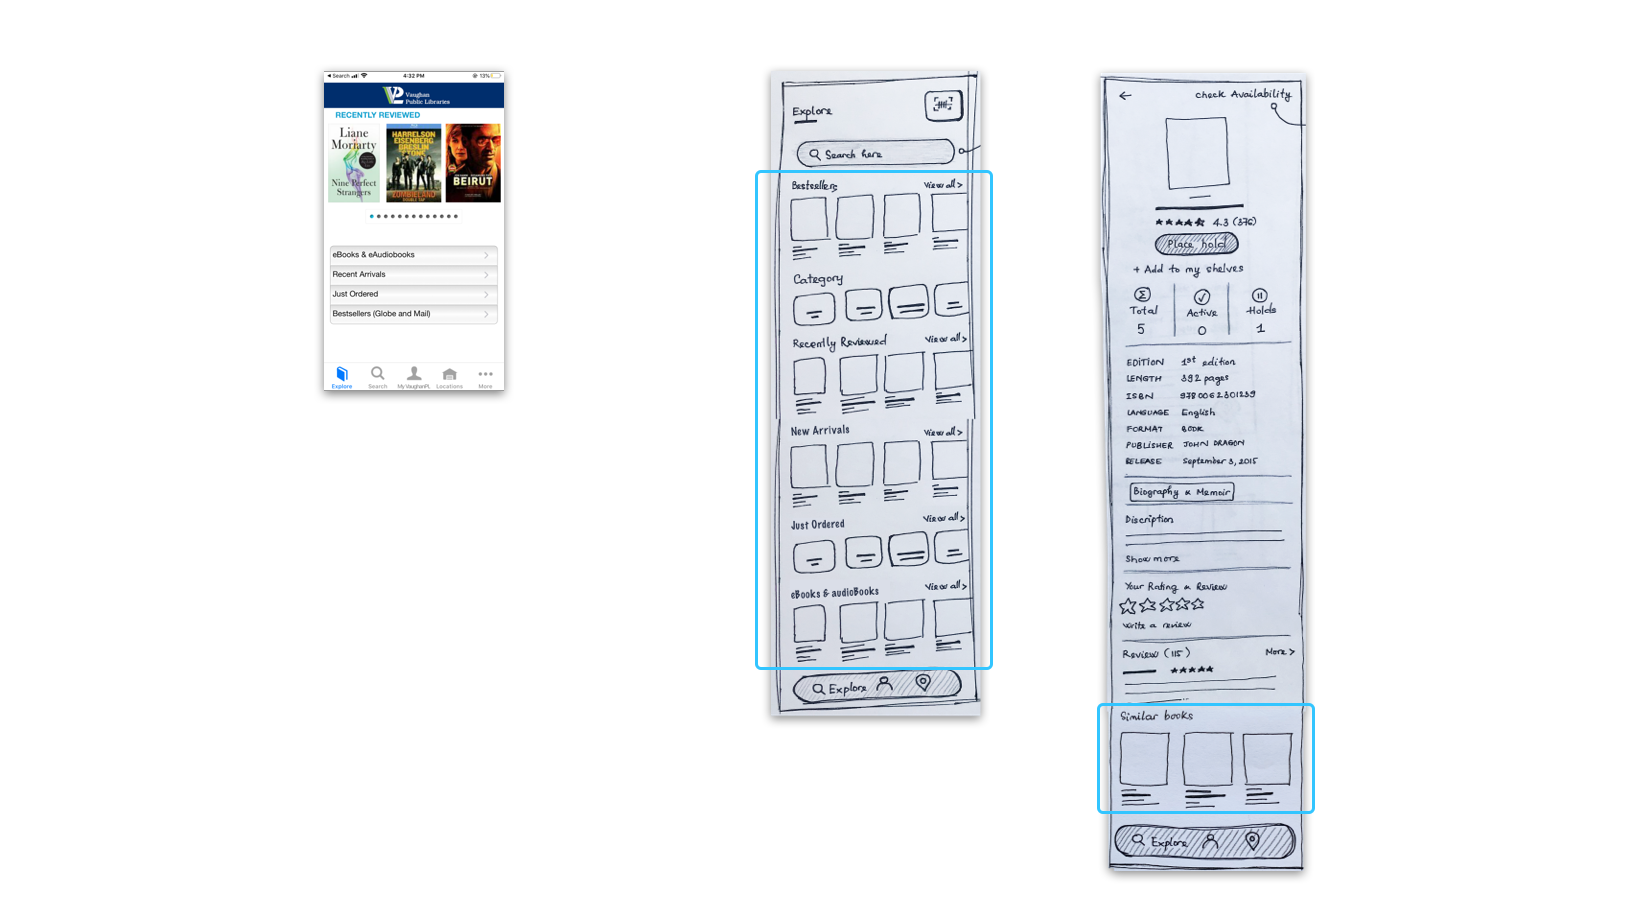 Search
4:32 PM
13%
VPL
Vaughan
Public Libraries
RECENTLY REVIEWED
Liane
Moriarty
Nine Perfect
Strangers
HARRELSON
EISENBERG
BRESLIN
STONE
ZOMBIELAND
DOUBLE TAP
BEIRUT
eBooks & eAudiobooks
Recent Arrivals
Just Ordered
Bestsellers (Globe and Mail)
Explore
Search
My VaughanPL
Locations
More
Explore
Search here
Bestsellers View all >
Category
Recently Reviewed View all >
New Arrivals View all >
Just Ordered View all >
eBooks & audioBooks View all >
Explore
← check Availability
4.3 (376)
Place hold
+ Add to my shelves
Total Active Holds
5 0 1
EDITION 1st edition
LENGTH 392 pages
ISBN 9780062301239
LANGUAGE English
FORMAT BOOK
PUBLISHER JOHN DRAGON
RELEASE September 3, 2015
Biography & Memoir
Discription
Show more
Your Rating & Review
write a review
Review (115) More >
Similar books
Explore